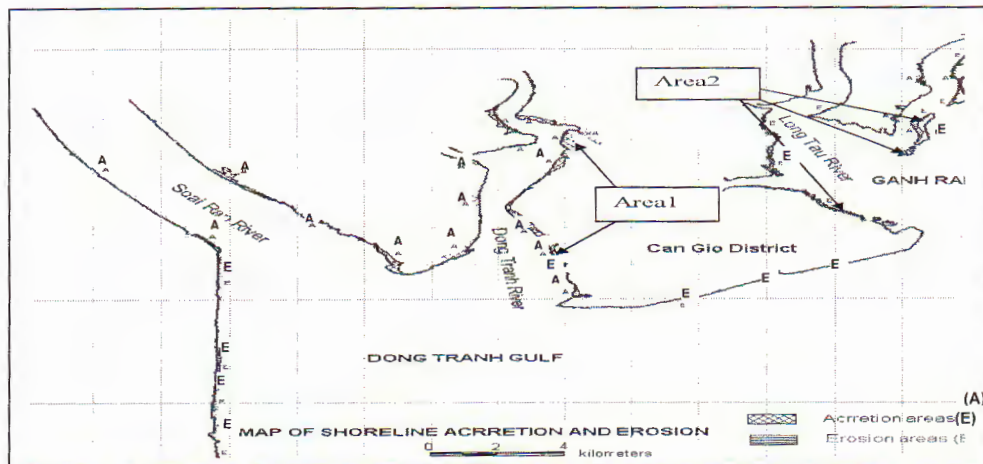 Area2
Long Tau River
GANH RAI
Area1
Soai Rap River
Can Gio District
Dong Tranh River
DONG TRANH GULF
(A)
Acrretion areas(E)
MAP OF SHORELINE ACRRETION AND EROSION
Erosion areas (E
0 2 4
kilorreters
A
A
A
A
A
A
A
A
A
A
A
A
E
E
E
E
E
E
E
E
E
E